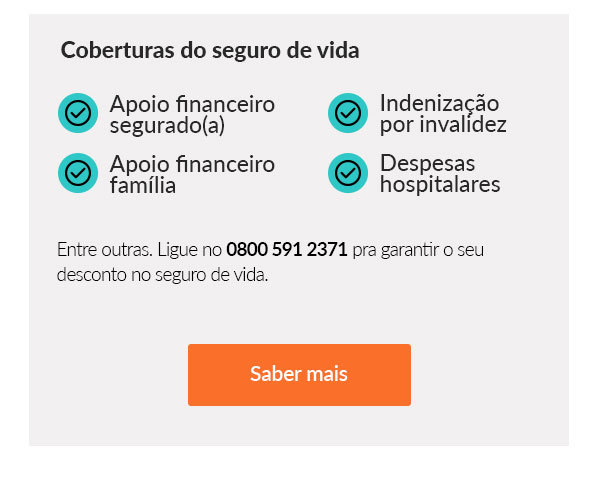 Coberturas do seguro de vida
Apoio financeiro
segurado(a)
Indenização
por invalidez
Apoio financeiro
família
Despesas
hospitalares
Entre outras. Ligue no 0800 591 2371 pra garantir o seu
desconto no seguro de vida.
Saber mais